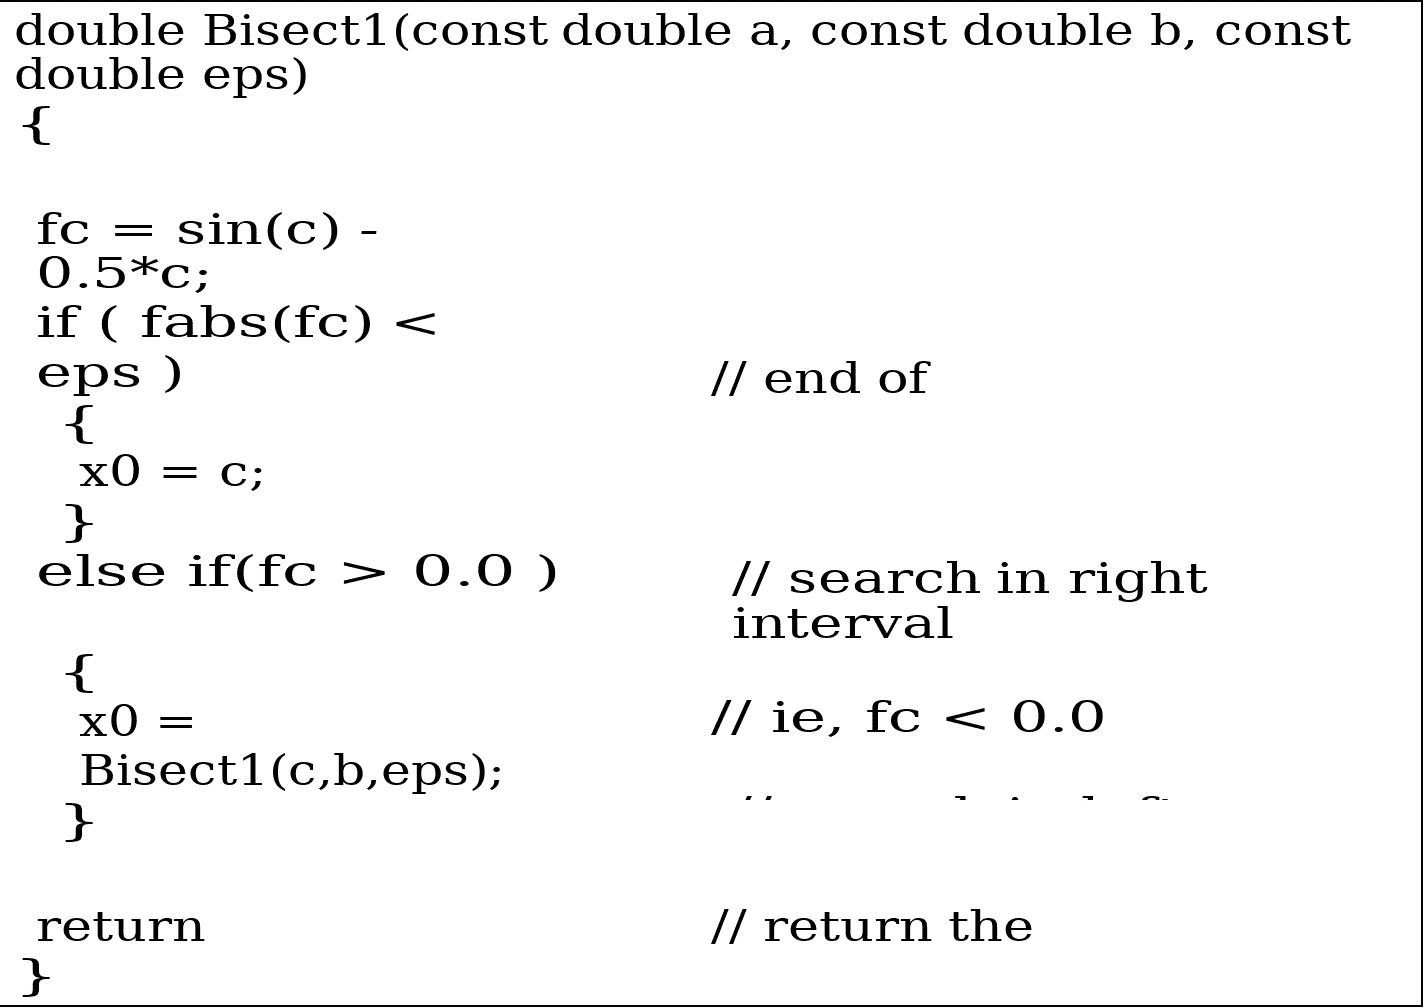 double Bisect1(const double a, const double b, const
double eps)
{
fc = sin(c) -
0.5*c;
if ( fabs(fc) <
eps )
// end of
{
x0 = c;
}
else if(fc > 0.0 )
// search in right
interval
{
x0 =
// ie, fc < 0.0
Bisect1(c,b,eps);
}
return
// return the
}